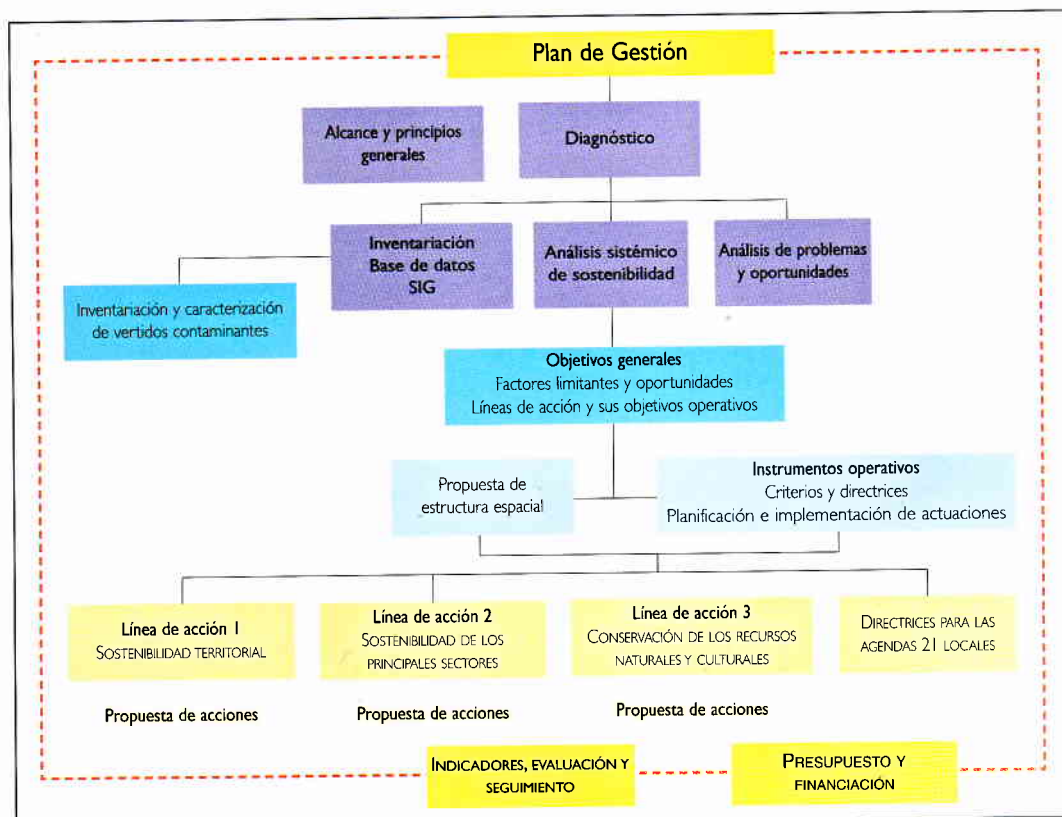 Plan de Gestión
Alcance y principios
generales
Diagnóstico
Inventariación
Base de datos
SIG
Análisis sistémico
de sostenibilidad
Análisis de problemas
y oportunidades
Inventariación y caracterización
de vertidos contaminantes
Objetivos generales
Factores limitantes y oportunidades
Líneas de acción y sus objetivos operativos
Propuesta de
estructura espacial
Instrumentos operativos
Criterios y directrices
Planificación e implementación de actuaciones
Línea de acción 1
SOSTENIBILIDAD TERRITORIAL
Línea de acción 2
SOSTENIBILIDAD DE LOS
PRINCIPALES SECTORES
Línea de acción 3
CONSERVACIÓN DE LOS RECURSOS
NATURALES Y CULTURALES
DIRECTRICES PARA LAS
AGENDAS 21 LOCALES
Propuesta de acciones
Propuesta de acciones
Propuesta de acciones
INDICADORES, EVALUACIÓN Y
SEGUIMIENTO
PRESUPUESTO Y
FINANCIACIÓN